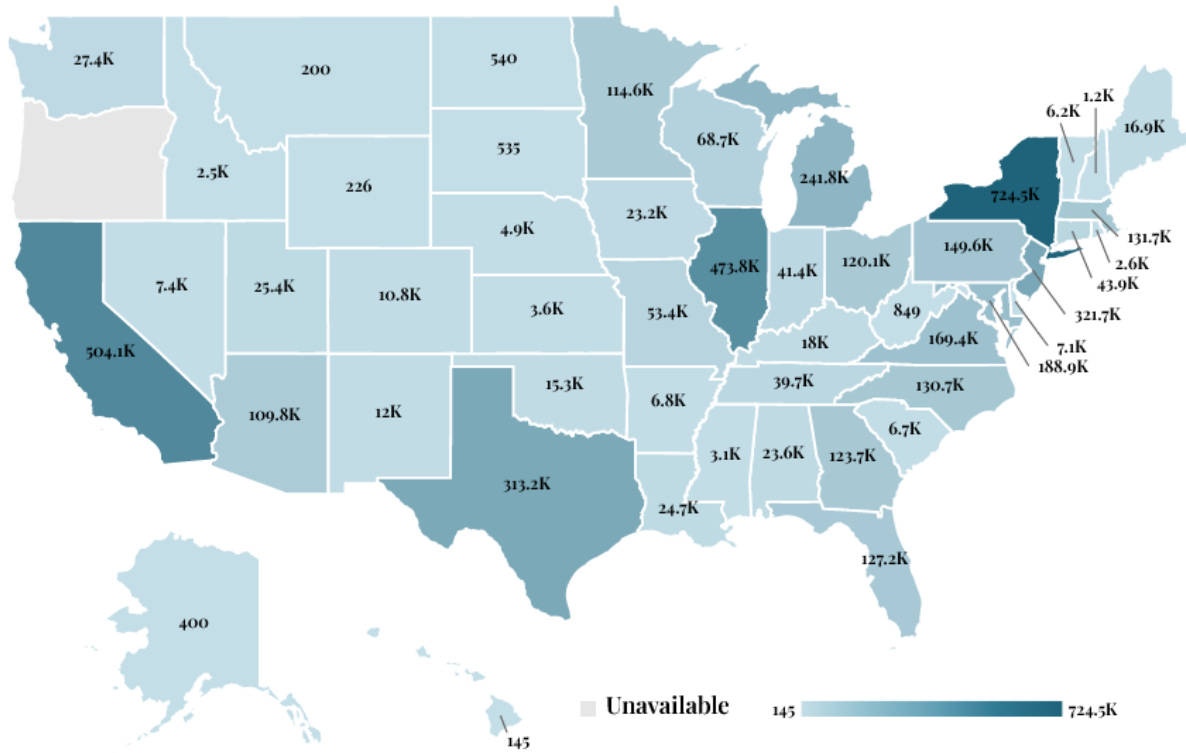 27.4K
200
540
114.6K
68.7K
241.8K
6.2K
1.2K
16.9K
2.5K
226
535
23.2K
724.5K
131.7K
2.6K
43.9K
321.7K
7.1K
188.9K
7.4K
25.4K
10.8K
4.9K
3.6K
53.4K
473.8K
41.4K
120.1K
149.6K
849
169.4K
504.1K
109.8K
12K
15.3K
6.8K
18K
39.7K
130.7K
6.7K
313.2K
24.7K
3.1K
23.6K
123.7K
127.2K
400
145
Unavailable
145
724.5K